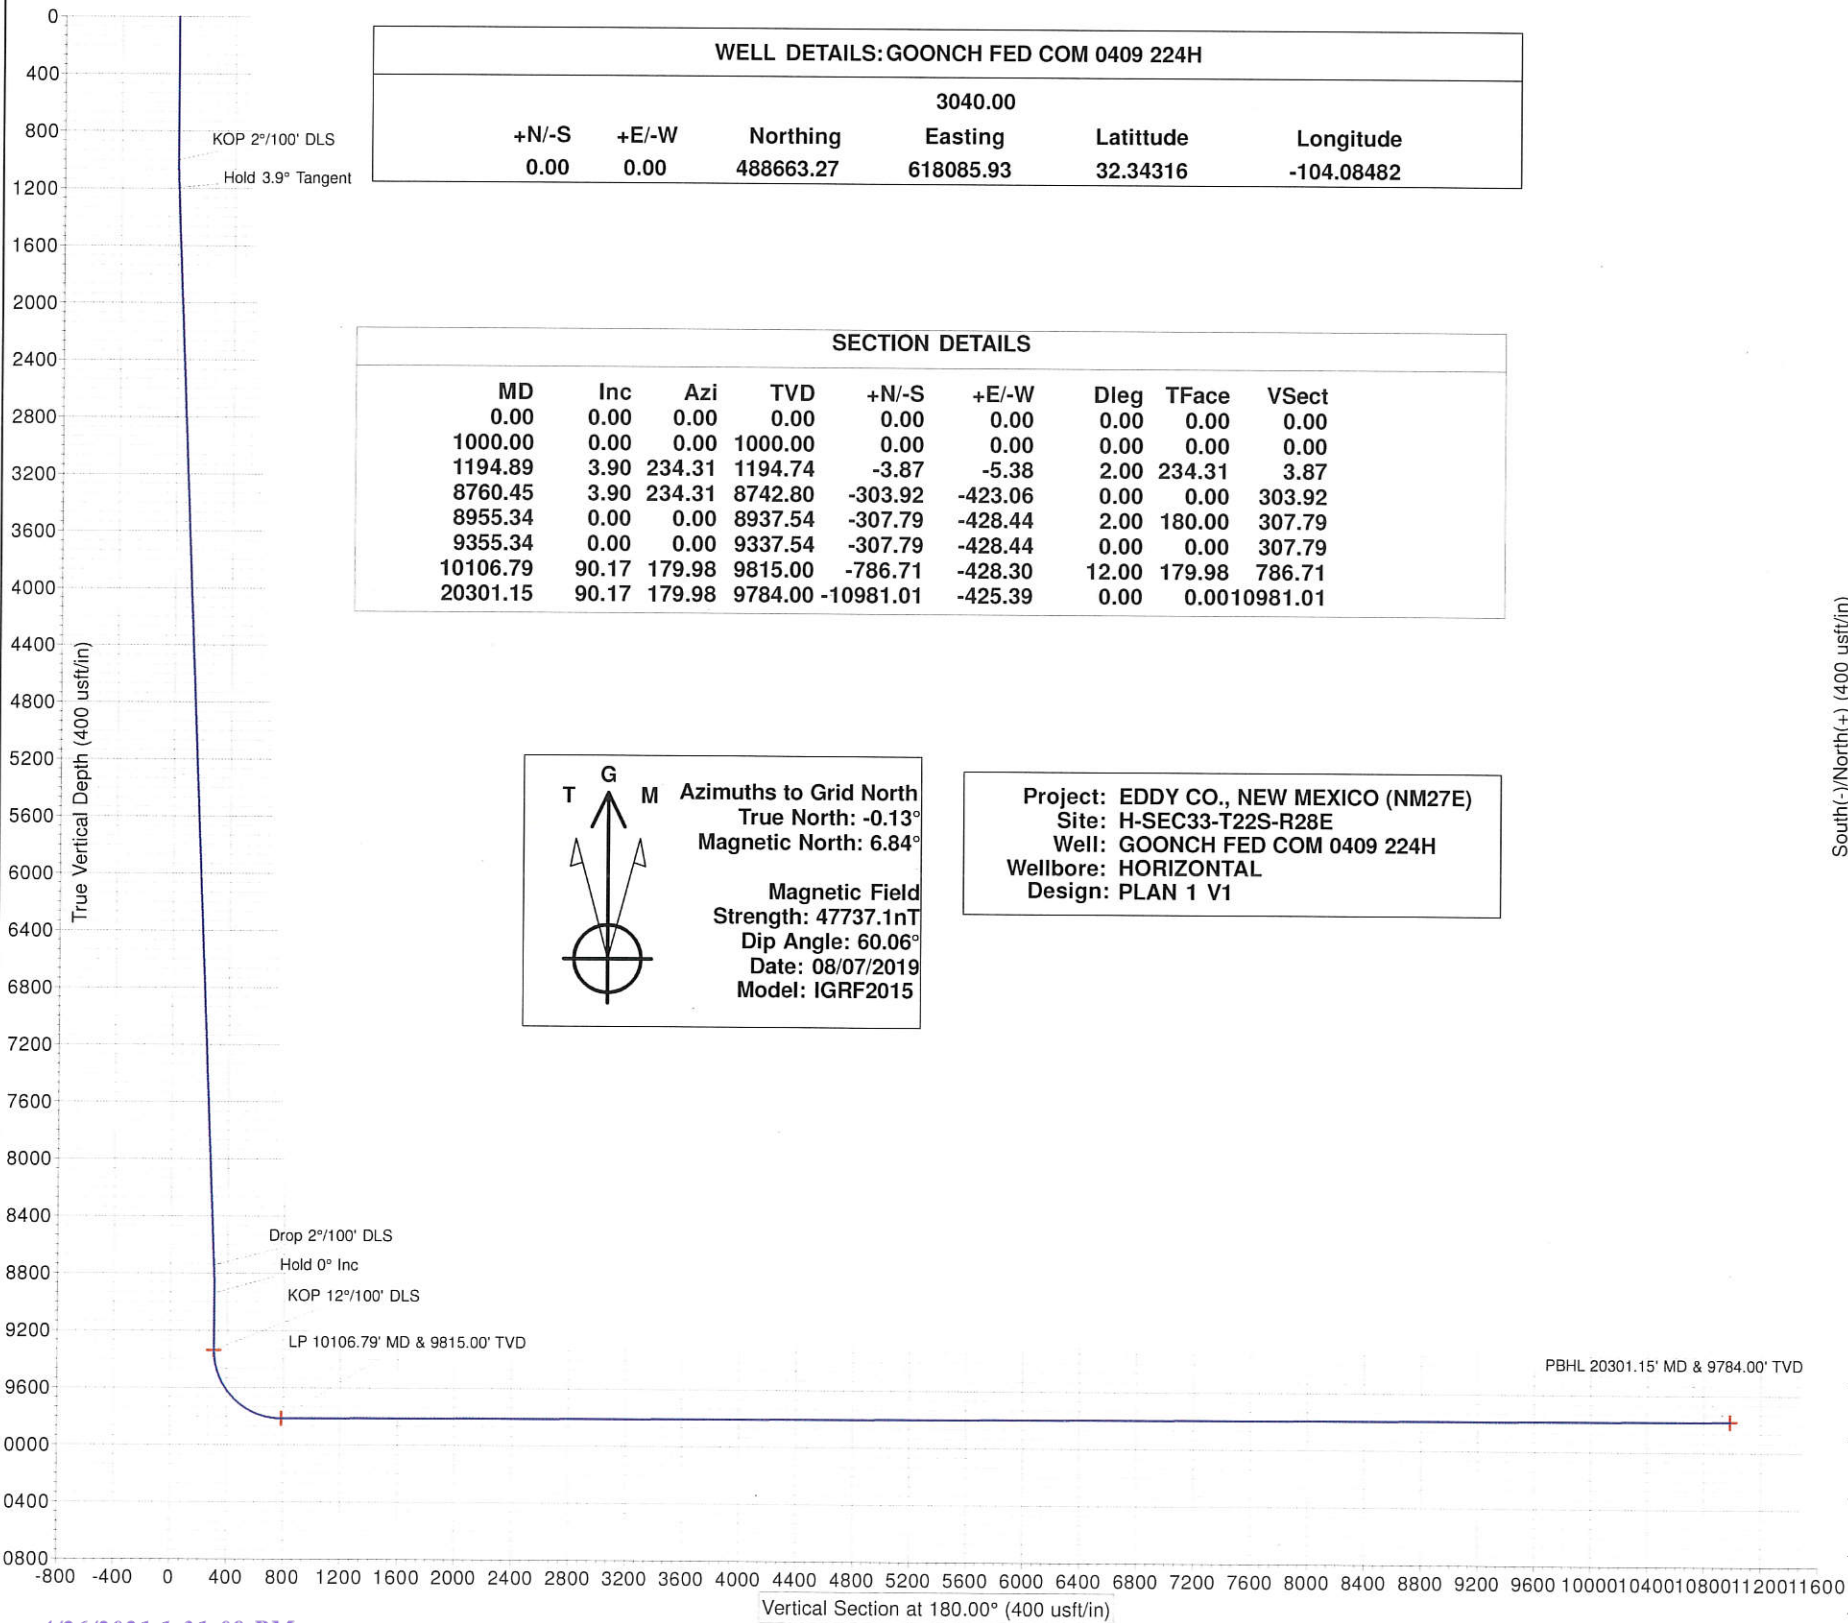 WELL DETAILS: GOONCH FED COM 0409 224H
3040.00
+N/-S +E/-W Northing Easting Latittude Longitude
0.00 0.00 488663.27 618085.93 32.34316 -104.08482
SECTION DETAILS
MD Inc Azi TVD +N/-S +E/-W Dleg TFace VSect
0.00 0.00 0.00 0.00 0.00 0.00 0.00 0.00 0.00
1000.00 0.00 0.00 1000.00 0.00 0.00 0.00 0.00 0.00
1194.89 3.90 234.31 1194.74 -3.87 -5.38 2.00 234.31 3.87
8760.45 3.90 234.31 8742.80 -303.92 -423.06 0.00 0.00 303.92
8955.34 0.00 0.00 8937.54 -307.79 -428.44 2.00 180.00 307.79
9355.34 0.00 0.00 9337.54 -307.79 -428.44 0.00 0.00 307.79
10106.79 90.17 179.98 9815.00 -786.71 -428.30 12.00 179.98 786.71
20301.15 90.17 179.98 9784.00 -10981.01 -425.39 0.00 0.00 10981.01
T G M
Azimuths to Grid North
True North: -0.13°
Magnetic North: 6.84°
Magnetic Field
Strength: 47737.1nT
Dip Angle: 60.06°
Date: 08/07/2019
Model: IGRF2015
Project: EDDY CO., NEW MEXICO (NM27E)
Site: H-SEC33-T22S-R28E
Well: GOONCH FED COM 0409 224H
Wellbore: HORIZONTAL
Design: PLAN 1 V1
KOP 2°/100' DLS
Hold 3.9° Tangent
Drop 2°/100' DLS
Hold 0° Inc
KOP 12°/100' DLS
LP 10106.79' MD & 9815.00' TVD
PBHL 20301.15' MD & 9784.00' TVD
True Vertical Depth (400 usft/in)
0
400
800
1200
1600
2000
2400
2800
3200
3600
4000
4400
4800
5200
5600
6000
6400
6800
7200
7600
8000
8400
8800
9200
9600
0000
0400
0800
-800 -400 0 400 800 1200 1600 2000 2400 2800 3200 3600 4000 4400 4800 5200 5600 6000 6400 6800 7200 7600 8000 8400 8800 9200 9600 10000 10400 10800 11200 11600
Vertical Section at 180.00° (400 usft/in)
South(-)/North(+) (400 usft/in)